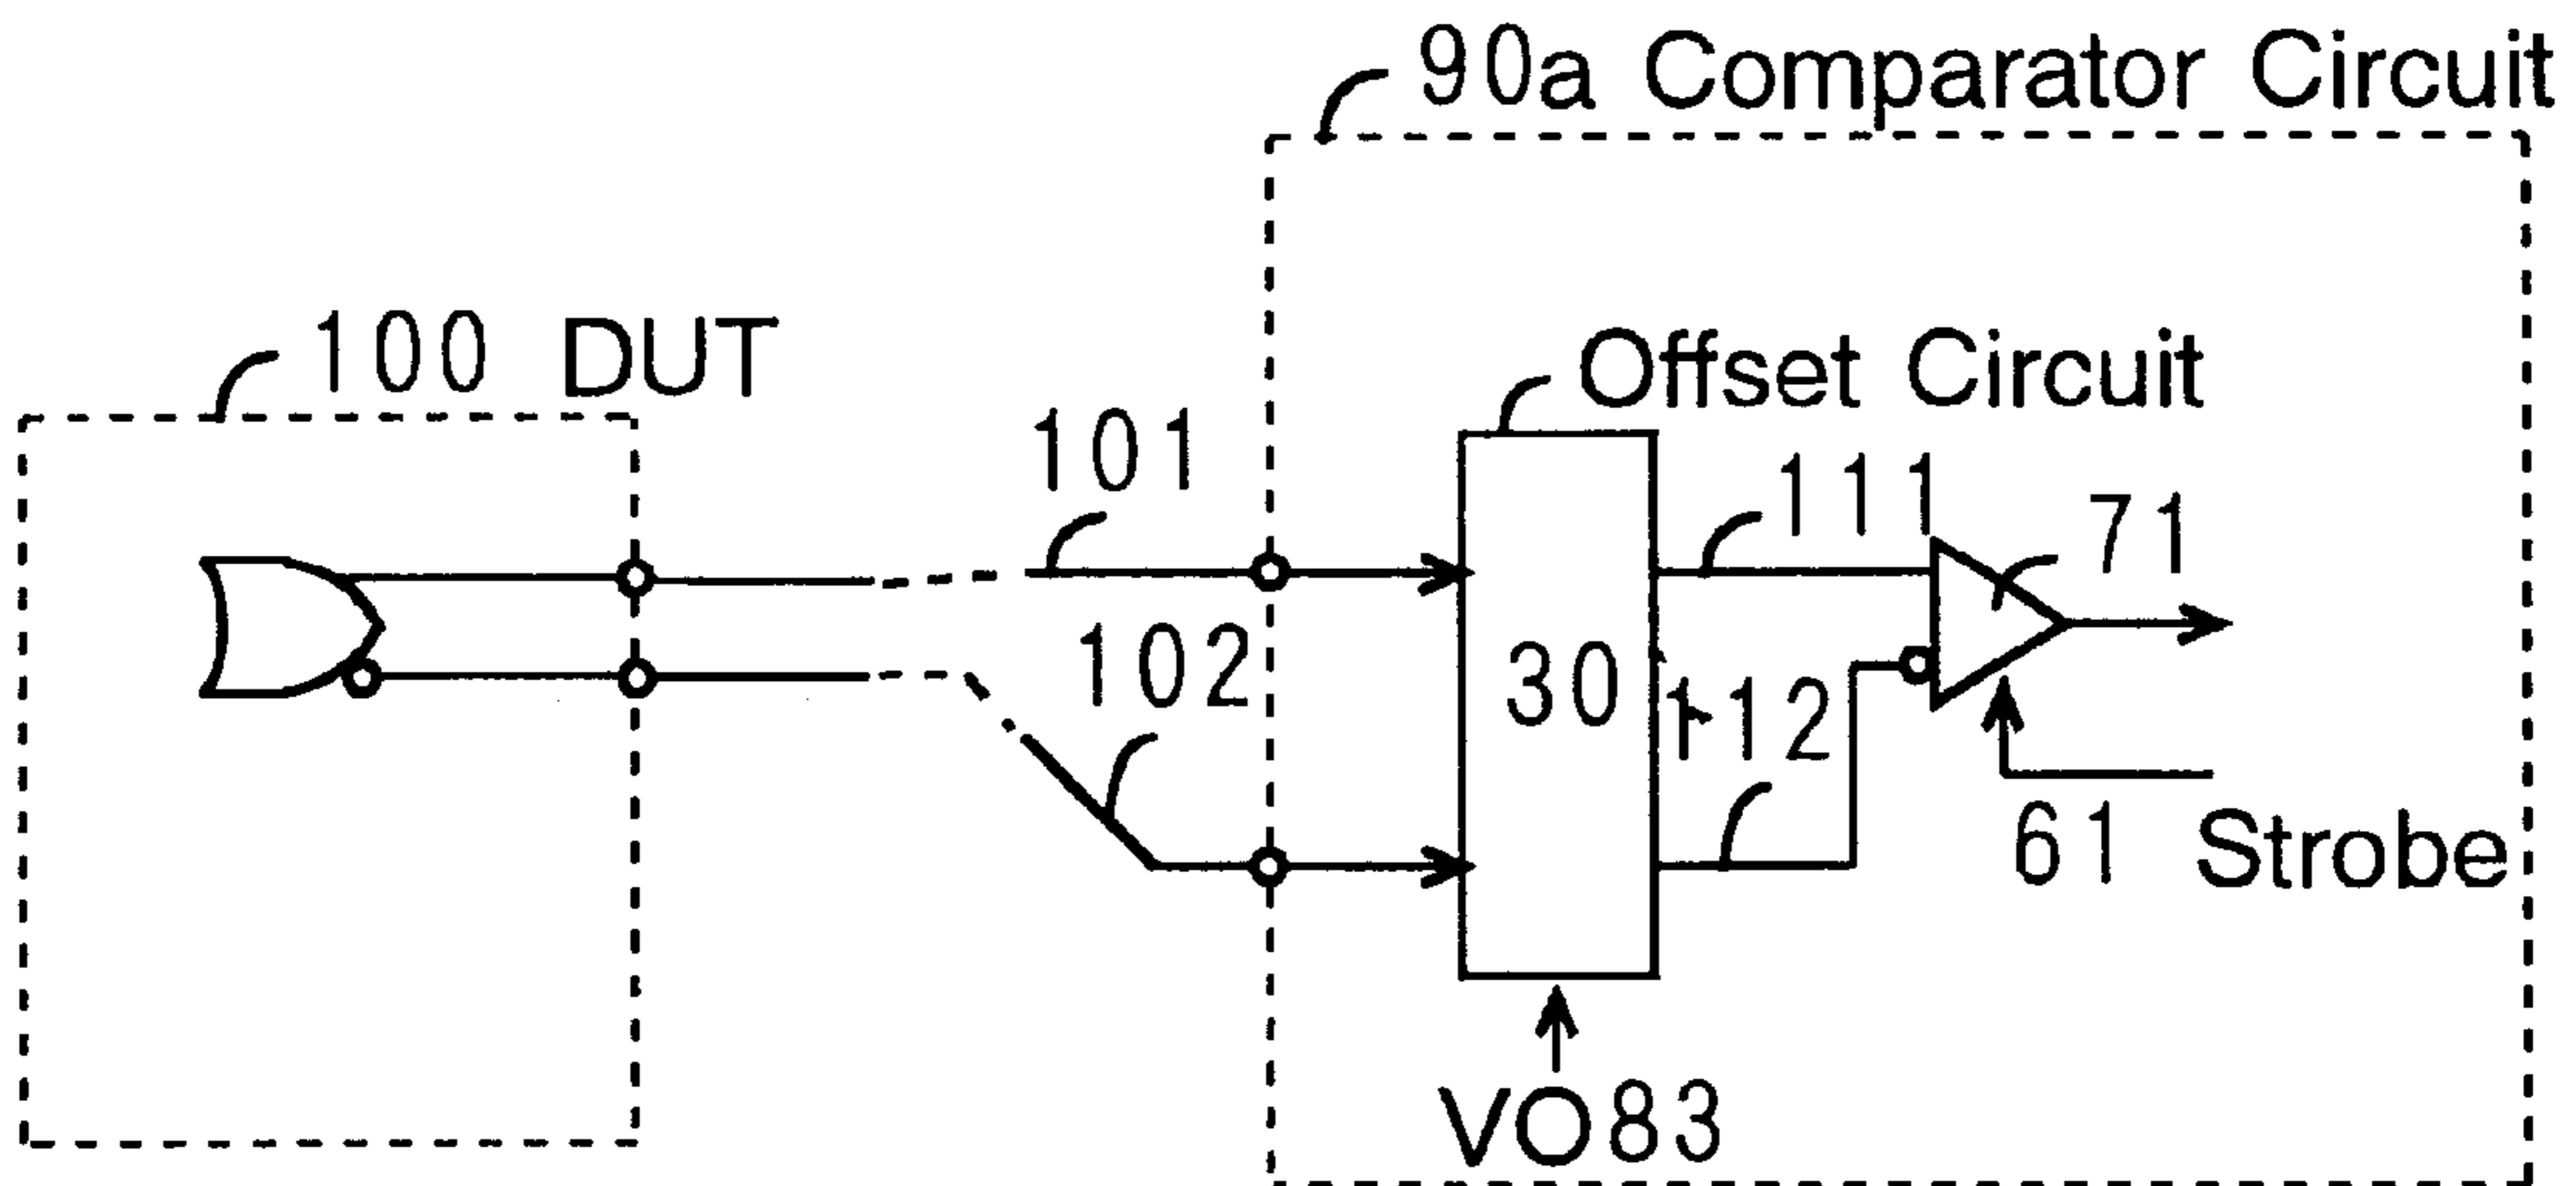 90a Comparator Circuit
100 DUT
Offset Circuit
101
111
71
102
30
112
61 Strobe
VO83